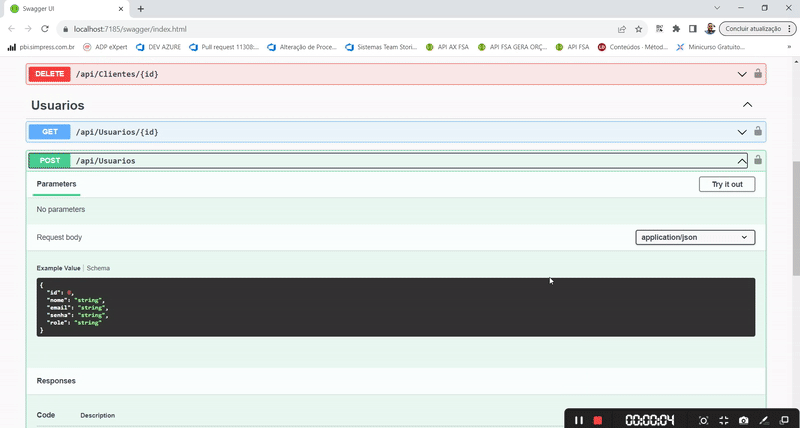 Swagger UI
localhost:7185/swagger/index.html
Concluir atualização
pbi.simpress.com.br
ADP eXpert
DEV AZURE
Pull request 11308:...
Alteração de Proce...
Sistemas Team Stori...
API AX FSA
API FSA GERA ORÇ...
API FSA
Conteúdos · Métod...
Minicurso Gratuito...
DELETE /api/Clientes/{id}
Usuarios
GET /api/Usuarios/{id}
POST /api/Usuarios
Parameters
Try it out
No parameters
Request body
application/json
Example Value | Schema
{
"id": 0,
"nome": "string",
"email": "string",
"senha": "string",
"role": "string"
}
Responses
Code Description
00:00:04